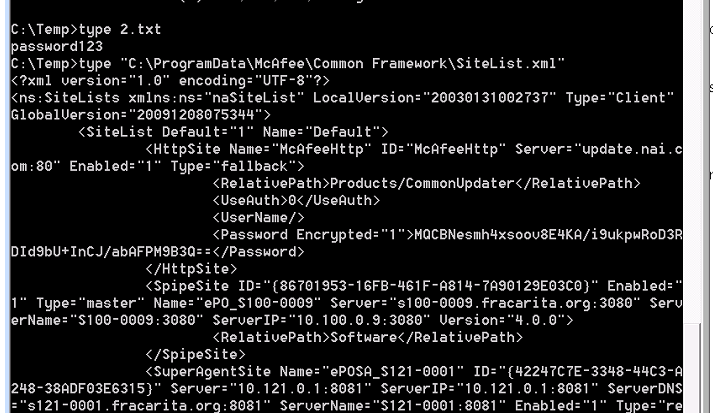 C:\Temp>type 2.txt
password123
C:\Temp>type "C:\ProgramData\McAfee\Common Framework\SiteList.xml"
<?xml version="1.0" encoding="UTF-8"?>
<ns:SiteLists xmlns:ns="naSiteList" LocalVersion="20030131002737" Type="Client"
GlobalVersion="20091208075344">
<SiteList Default="1" Name="Default">
<HttpSite Name="McAfeeHttp" ID="McAfeeHttp" Server="update.nai.c
om:80" Enabled="1" Type="fallback">
<RelativePath>Products/CommonUpdater</RelativePath>
<UseAuth>0</UseAuth>
<UserName/>
<Password Encrypted="1">MQCBNesmh4xsoov8E4KA/i9ukpwRoD3R
DId9bU+InCJ/abAFPM9B3Q==</Password>
</HttpSite>
<SpipeSite ID="{86701953-16FB-461F-A814-7A90129E03C0}" Enabled="
1" Type="master" Name="ePO_S100-0009" Server="s100-0009.fracarita.org:3080" Serv
erName="S100-0009:3080" ServerIP="10.100.0.9:3080" Version="4.0.0">
<RelativePath>Software</RelativePath>
</SpipeSite>
<SuperAgentSite Name="ePOSA_S121-0001" ID="{42247C7E-3348-44C3-A
248-38ADF03E6315}" Server="10.121.0.1:8081" ServerIP="10.121.0.1:8081" ServerDNS
="s121-0001.fracarita.org:8081" ServerName="S121-0001:8081" Enabled="1" Type="re